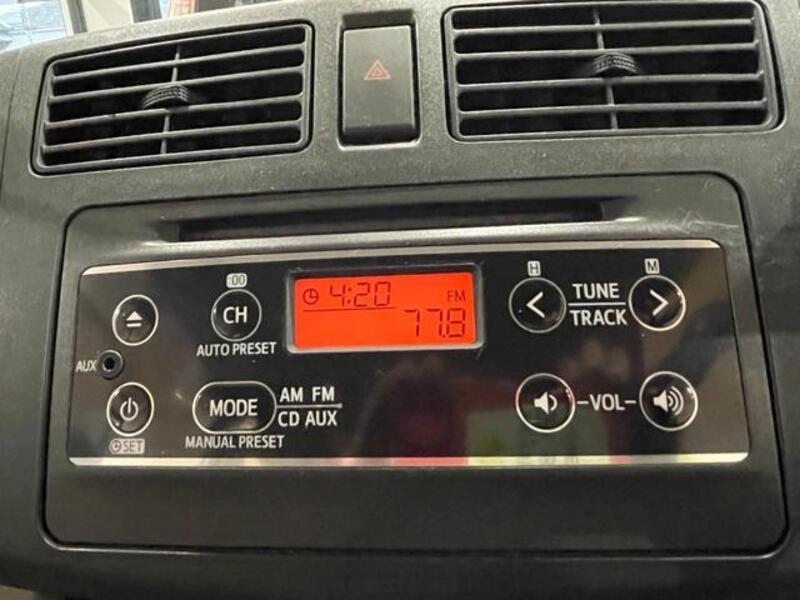 :00
H
M
4:20
FM
77.8
CH
AUTO PRESET
TUNE
TRACK
AUX
MODE
AM FM
CD AUX
MANUAL PRESET
-VOL-
SET